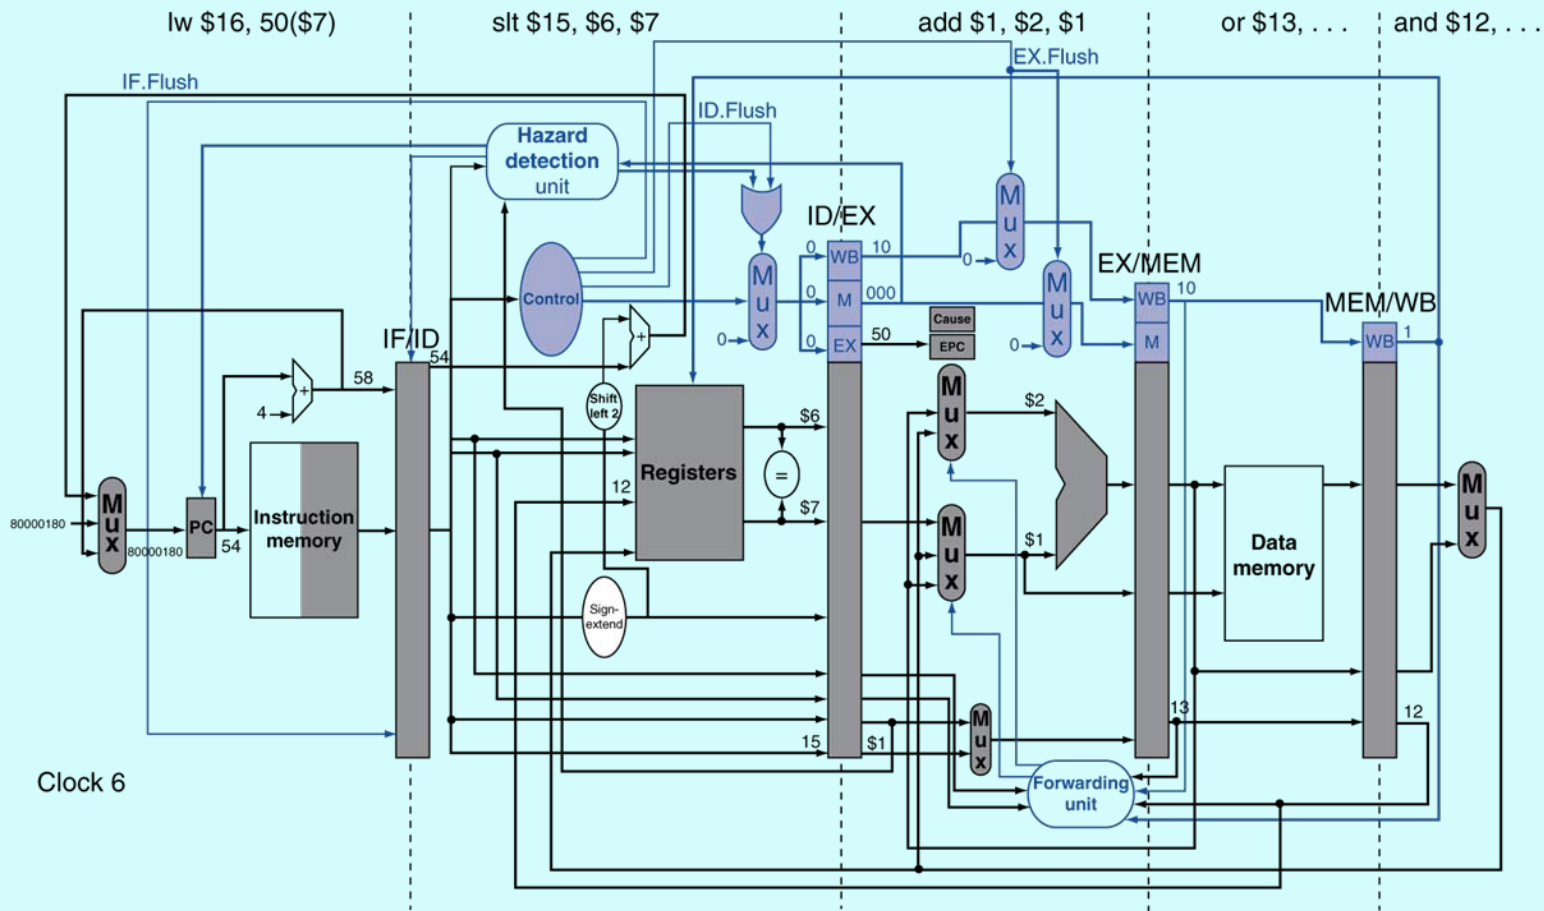 lw $16, 50($7)
slt $15, $6, $7
add $1, $2, $1
or $13, . . .
and $12, . . .
EX.Flush
IF.Flush
ID.Flush
Hazard
detection
unit
ID/EX
M
u
x
0
WB
10
0
EX/MEM
Control
M
u
x
0
M
000
M
u
x
WB
10
MEM/WB
Cause
0
EX
50
EPC
0
M
WB
1
0
+
IF/ID
54
58
+
4
Shift
left 2
M
u
x
$2
$6
Registers
=
12
$7
M
u
x
80000180
M
u
x
80000180
PC
54
Instruction
memory
M
u
x
$1
Data
memory
Sign-
extend
M
u
x
13
12
15
$1
Forwarding
unit
Clock 6